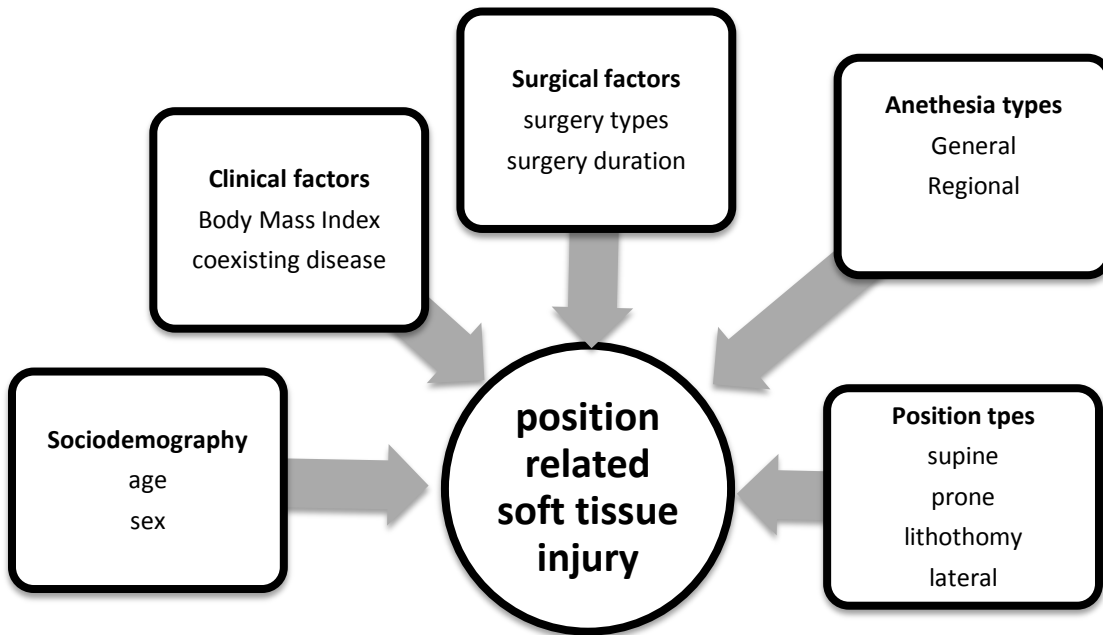 Surgical factors
surgery types
surgery duration
Anethesia types
General
Regional
Clinical factors
Body Mass Index
coexisting disease
Sociodemography
age
sex
position
related
soft tissue
injury
Position tpes
supine
prone
lithothomy
lateral